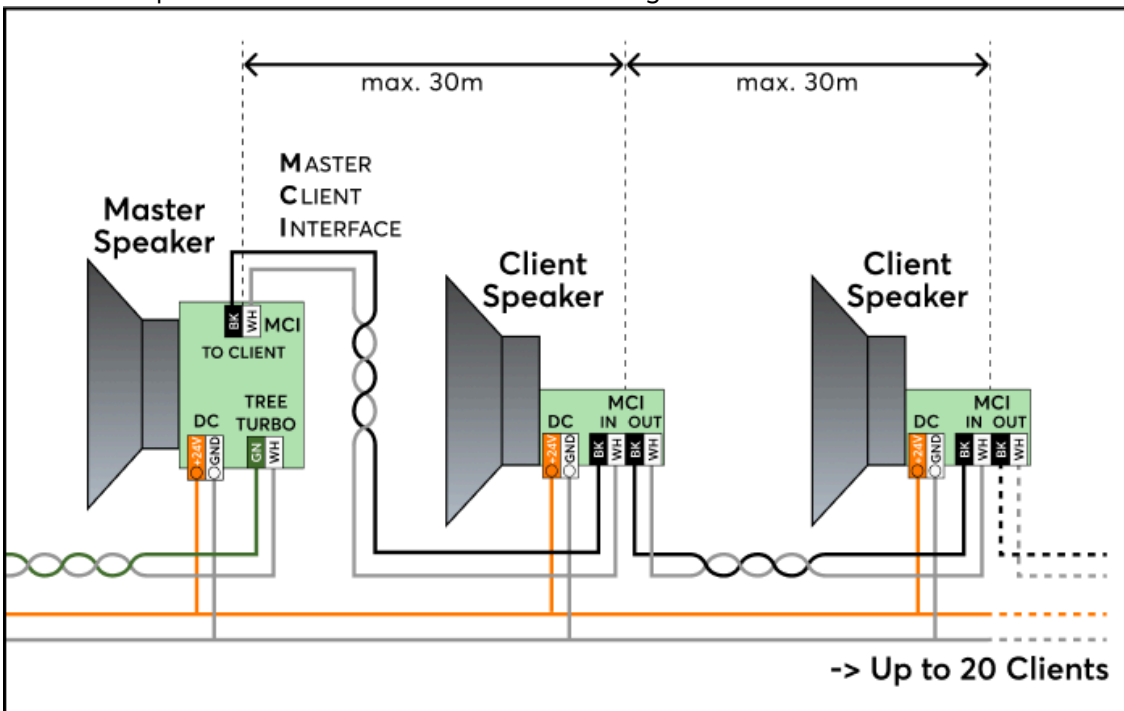 max. 30m
max. 30m
MASTER
CLIENT
INTERFACE
Master
Speaker
Client
Speaker
Client
Speaker
BK WH MCI
TO CLIENT
TREE
DC TURBO
+24V GND GN WH
MCI
DC IN OUT
+24V GND BK WH BK WH
MCI
DC IN OUT
+24V GND BK WH BK WH
-> Up to 20 Clients